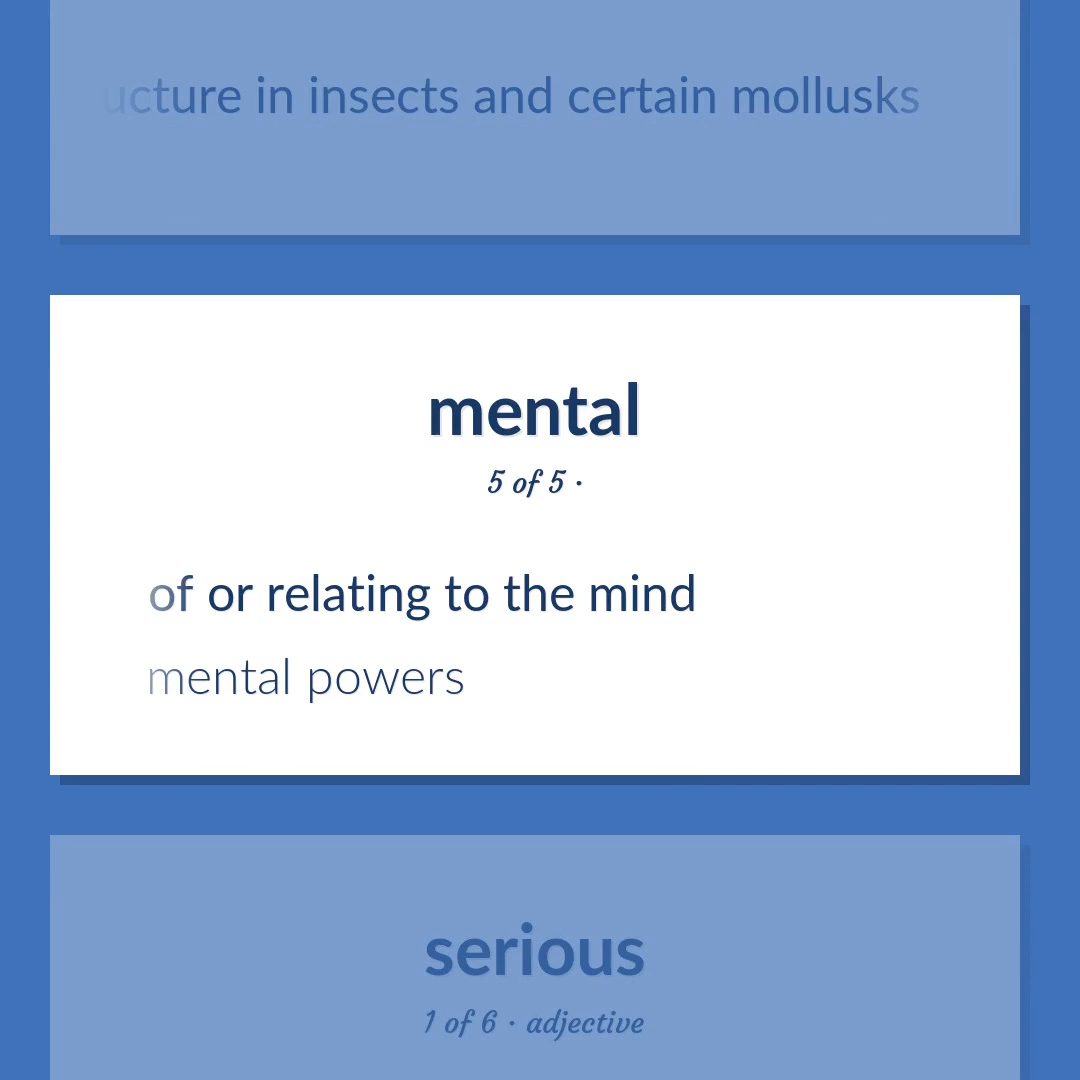 ucture in insects and certain mollusks
mental
5 of 5 ·
of or relating to the mind
mental powers
serious
1 of 6 · adjective